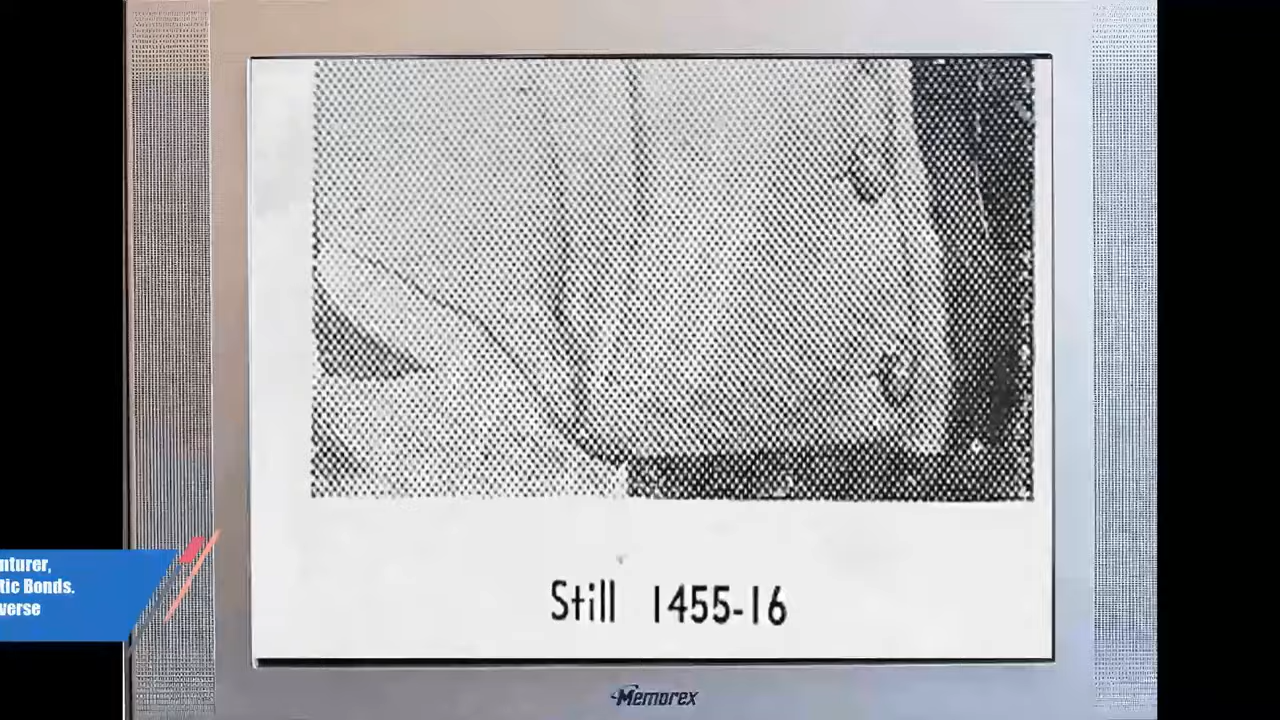 nturer,
tic Bonds.
verse
Still 1455-16
Memorex